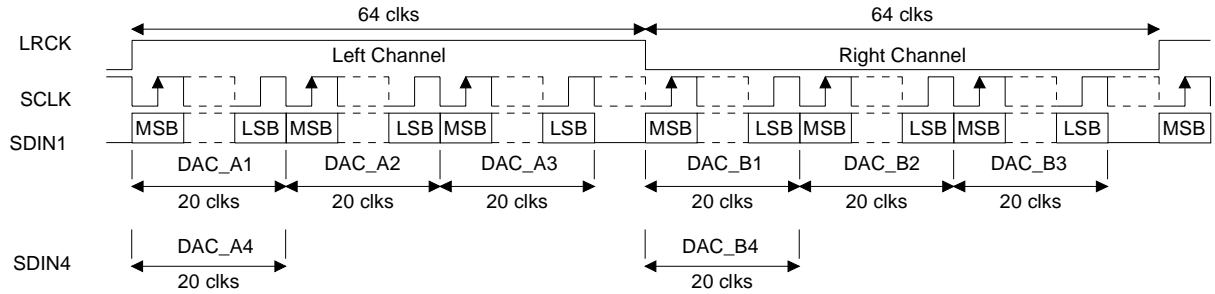 64 clks 64 clks
LRCK Left Channel Right Channel
SCLK
SDIN1 MSB LSB MSB LSB MSB LSB MSB LSB MSB LSB MSB LSB MSB
DAC_A1 DAC_A2 DAC_A3 DAC_B1 DAC_B2 DAC_B3
20 clks 20 clks 20 clks 20 clks 20 clks 20 clks
SDIN4 DAC_A4 DAC_B4
20 clks 20 clks